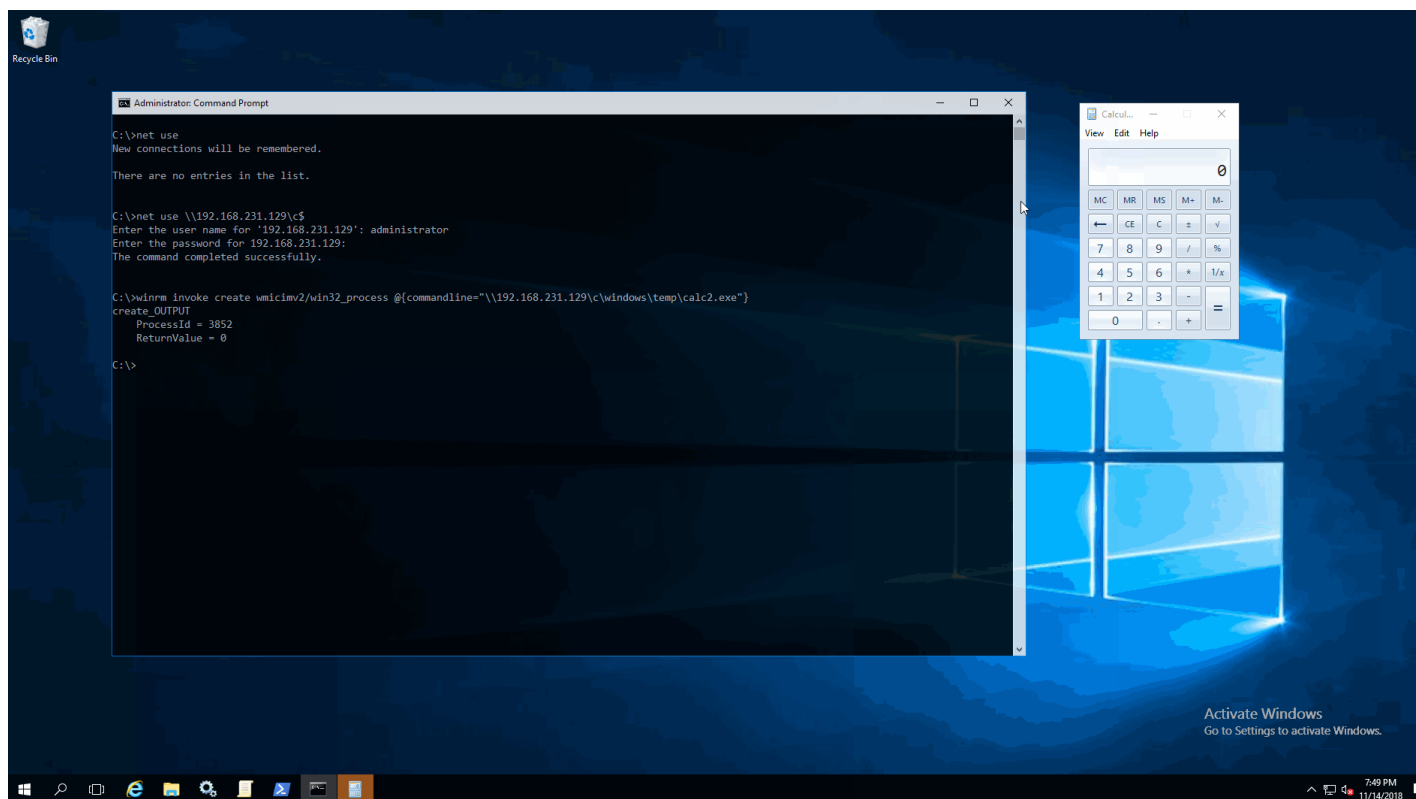 Recycle Bin
Administrator: Command Prompt
C:\>net use
New connections will be remembered.
There are no entries in the list.
C:\>net use \\192.168.231.129\c$
Enter the user name for '192.168.231.129': administrator
Enter the password for 192.168.231.129:
The command completed successfully.
C:\>winrm invoke create wmicimv2/win32_process @{commandline="\\192.168.231.129\c\windows\temp\calc2.exe"}
create_OUTPUT
ProcessId = 3852
ReturnValue = 0
C:\>
Calcul...
View Edit Help
0
MC MR MS M+ M-
← CE C ± √
7 8 9 / %
4 5 6 * 1/x
1 2 3 - =
0 . +
Activate Windows
Go to Settings to activate Windows.
7:49 PM
11/14/2018